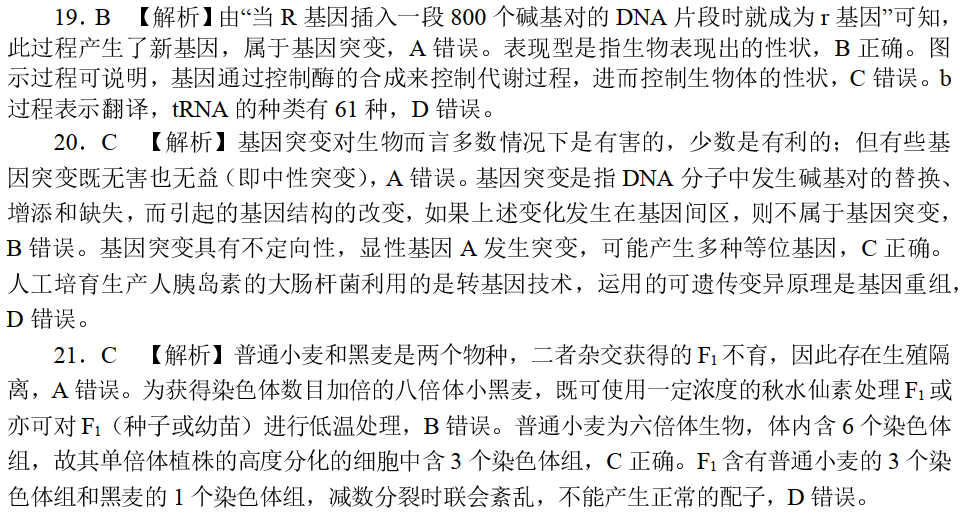 19．B　【解析】由“当 R 基因插入一段 800 个碱基对的 DNA 片段时就成为 r 基因”可知，
此过程产生了新基因，属于基因突变，A 错误。表现型是指生物表现出的性状，B 正确。图
示过程可说明，基因通过控制酶的合成来控制代谢过程，进而控制生物体的性状，C 错误。b
过程表示翻译，tRNA 的种类有 61 种，D 错误。
20．C　【解析】基因突变对生物而言多数情况下是有害的，少数是有利的；但有些基
因突变既无害也无益（即中性突变），A 错误。基因突变是指 DNA 分子中发生碱基对的替换、
增添和缺失，而引起的基因结构的改变，如果上述变化发生在基因间区，则不属于基因突变，
B 错误。基因突变具有不定向性，显性基因 A 发生突变，可能产生多种等位基因，C 正确。
人工培育生产人胰岛素的大肠杆菌利用的是转基因技术，运用的可遗传变异原理是基因重组，
D 错误。
21．C　【解析】普通小麦和黑麦是两个物种，二者杂交获得的 F₁ 不育，因此存在生殖隔
离，A 错误。为获得染色体数目加倍的八倍体小黑麦，既可使用一定浓度的秋水仙素处理 F₁ 或
亦可对 F₁（种子或幼苗）进行低温处理，B 错误。普通小麦为六倍体生物，体内含 6 个染色体
组，故其单倍体植株的高度分化的细胞中含 3 个染色体组，C 正确。F₁ 含有普通小麦的 3 个染
色体组和黑麦的 1 个染色体组，减数分裂时联会紊乱，不能产生正常的配子，D 错误。